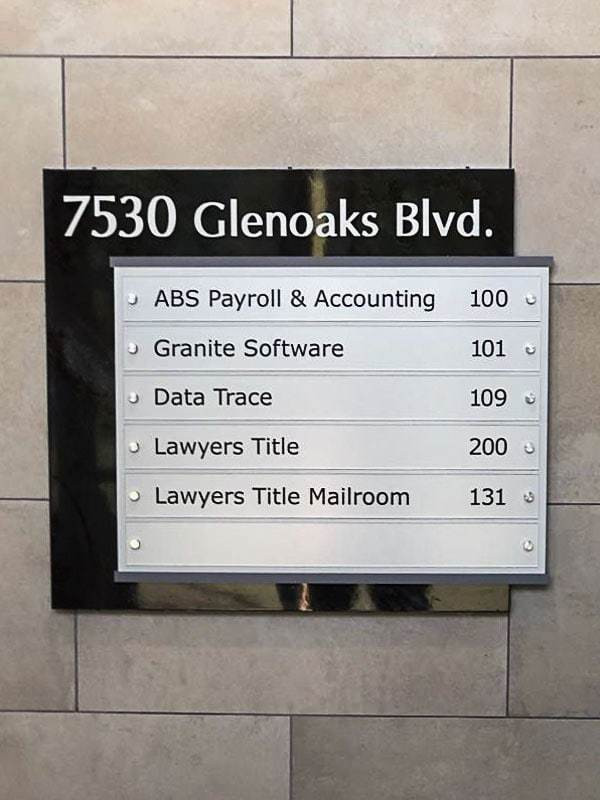 7530 Glenoaks Blvd.
ABS Payroll & Accounting 100
Granite Software 101
Data Trace 109
Lawyers Title 200
Lawyers Title Mailroom 131